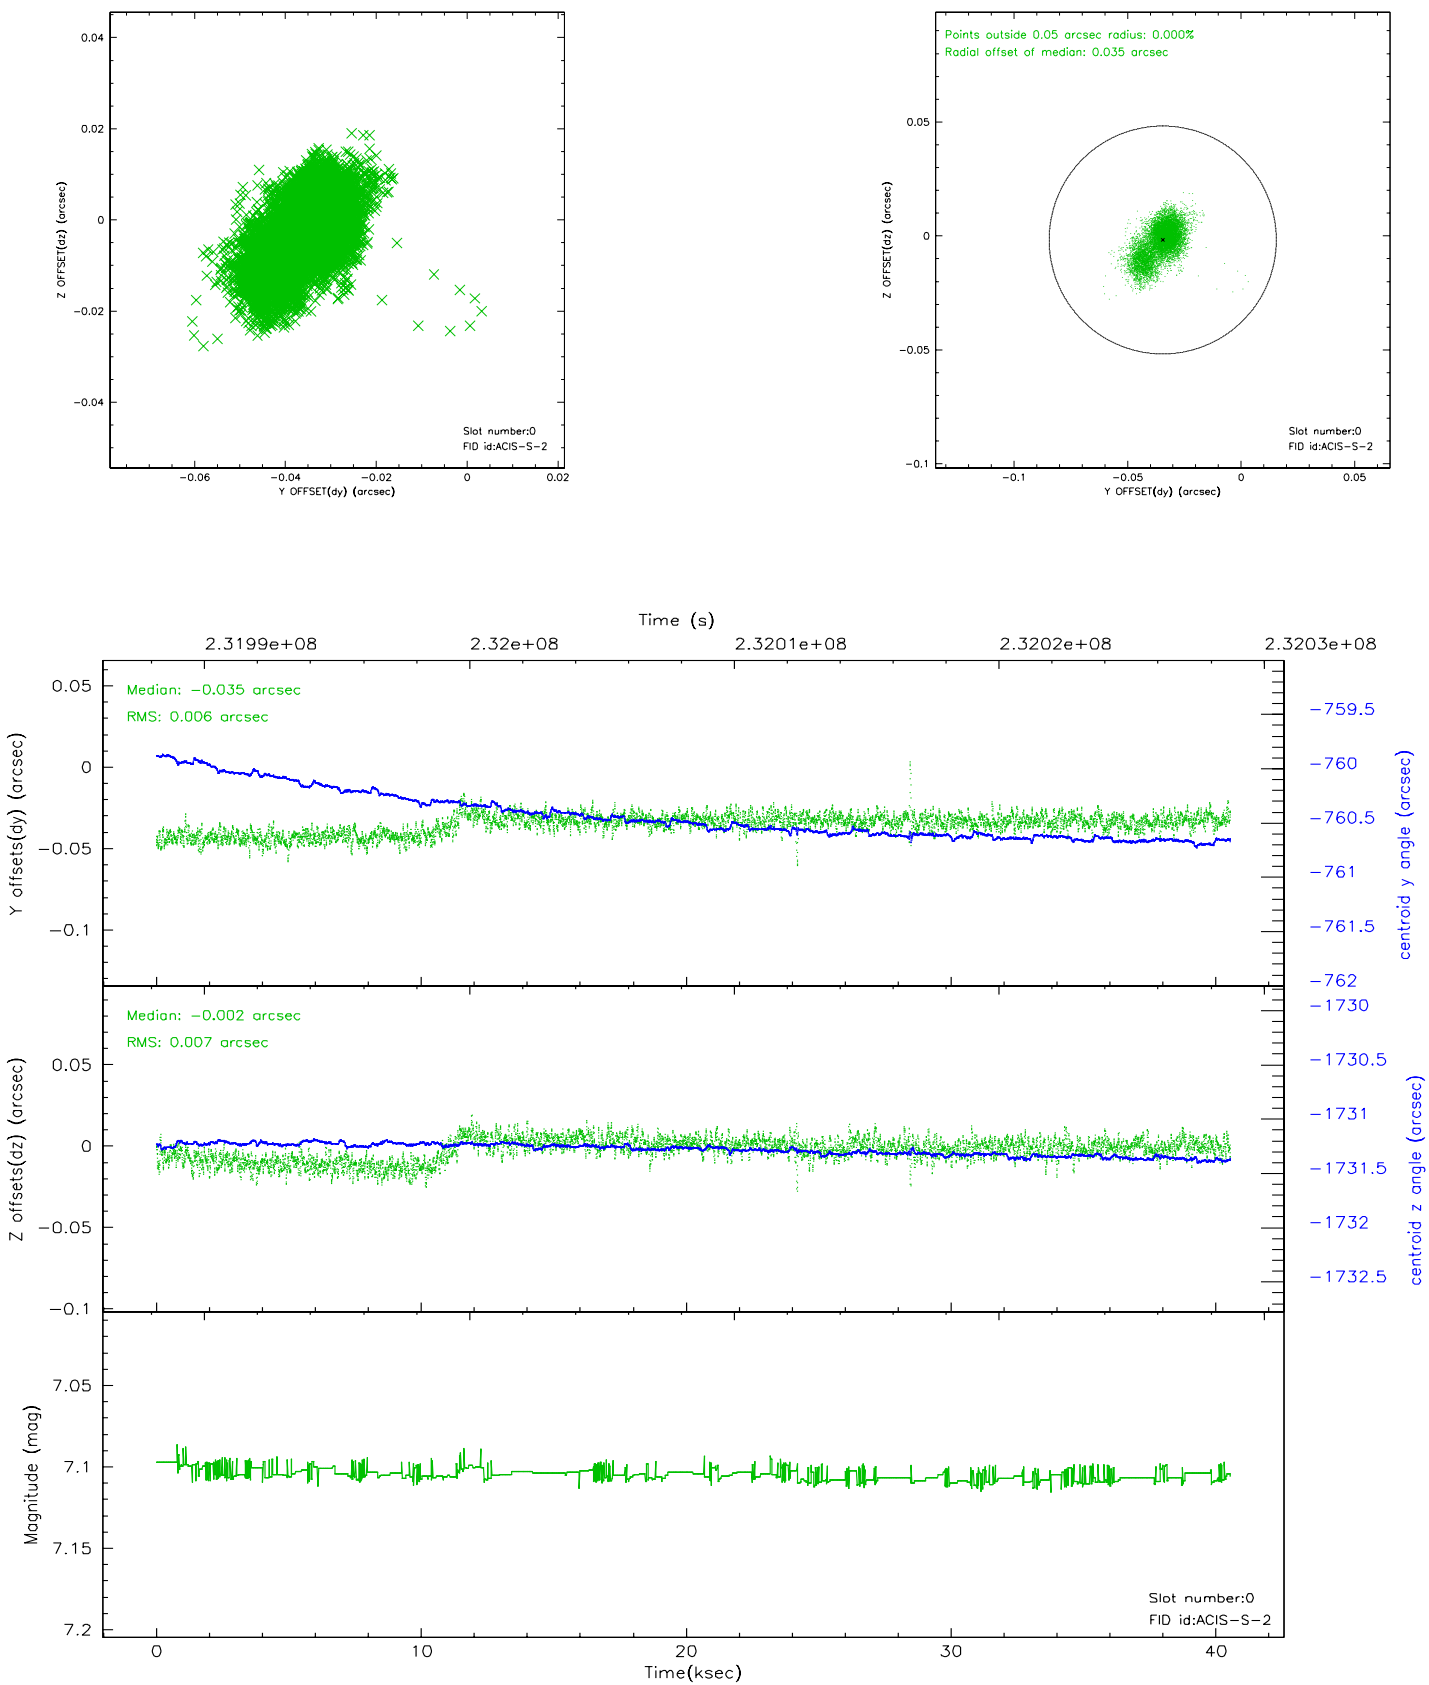 0.04
0.02
0
-0.02
-0.04
Z OFFSET(dz) (arcsec)
Slot number:0
FID id:ACIS-S-2
-0.06
-0.04
-0.02
0
0.02
Y OFFSET(dy) (arcsec)
Points outside 0.05 arcsec radius: 0.000%
Radial offset of median: 0.035 arcsec
0.05
0
-0.05
-0.1
Z OFFSET(dz) (arcsec)
Slot number:0
FID id:ACIS-S-2
-0.1
-0.05
0
0.05
Y OFFSET(dy) (arcsec)
Time (s)
2.3199e+08
2.32e+08
2.3201e+08
2.3202e+08
2.3203e+08
Median: -0.035 arcsec
RMS: 0.006 arcsec
0.05
0
-0.05
-0.1
Y offsets(dy) (arcsec)
-759.5
-760
-760.5
-761
-761.5
-762
centroid y angle (arcsec)
Median: -0.002 arcsec
RMS: 0.007 arcsec
0.05
0
-0.05
-0.1
Z offsets(dz) (arcsec)
-1730
-1730.5
-1731
-1731.5
-1732
-1732.5
centroid z angle (arcsec)
7.05
7.1
7.15
7.2
Magnitude (mag)
Slot number:0
FID id:ACIS-S-2
0
10
20
30
40
Time(ksec)